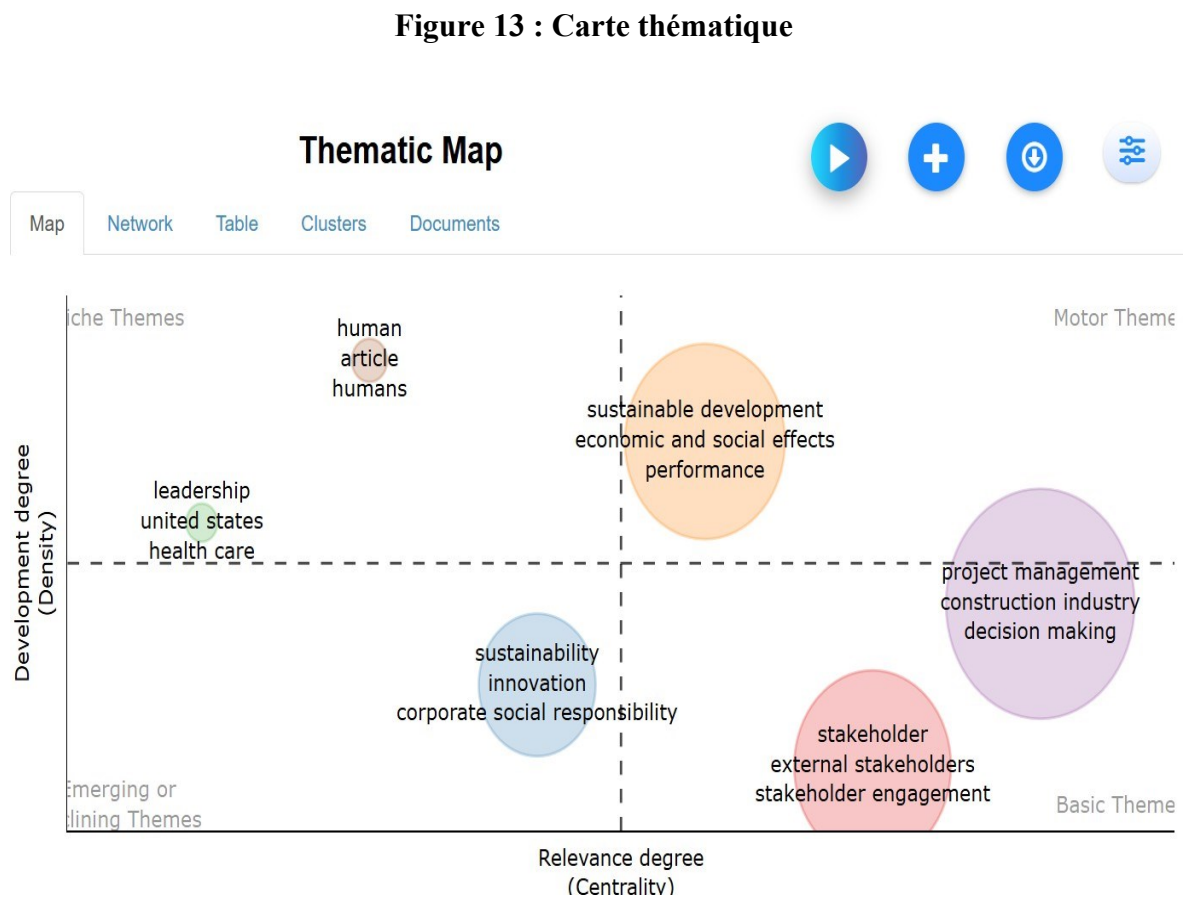 Figure 13 : Carte thématique
Thematic Map
Map
Network
Table
Clusters
Documents
iche Themes
Motor Theme
human
article
humans
sustainable development
economic and social effects
performance
leadership
united states
health care
project management
construction industry
decision making
sustainability
innovation
corporate social responsibility
stakeholder
external stakeholders
stakeholder engagement
Emerging or
lining Themes
Basic Theme
Development degree
(Density)
Relevance degree
(Centrality)